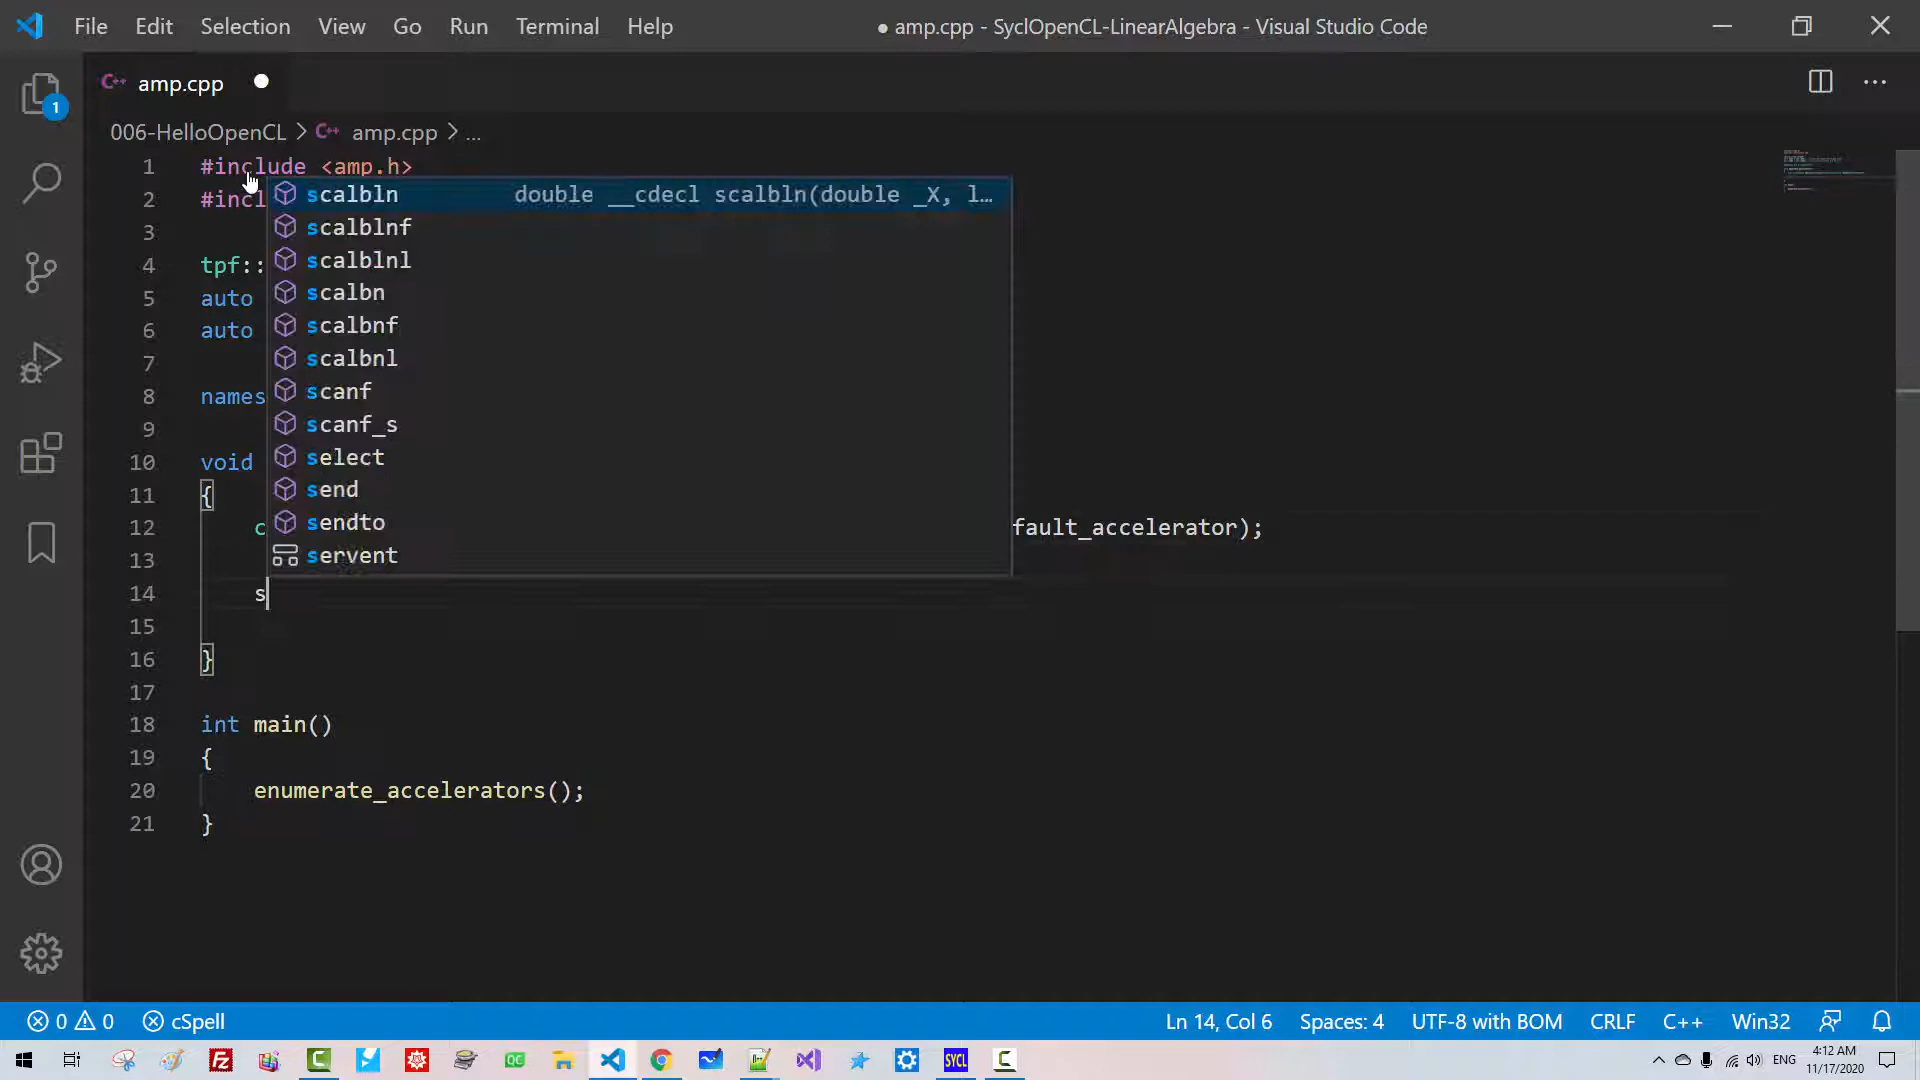 File Edit Selection View Go Run Terminal Help
● amp.cpp - SyclOpenCL-LinearAlgebra - Visual Studio Code
C++ amp.cpp
1
006-HelloOpenCL > C++ amp.cpp > ...
1 #include <amp.h>
2 #incl
3
4 tpf::
5 auto
6 auto
7
8 names
9
10 void
11 {
12 c fault_accelerator);
13
14 s
15
16 }
17
18 int main()
19 {
20 enumerate_accelerators();
21 }
scalbln double __cdecl scalbln(double _X, l...
scalblnf
scalblnl
scalbn
scalbnf
scalbnl
scanf
scanf_s
select
send
sendto
servent
0 0 cSpell
Ln 14, Col 6 Spaces: 4 UTF-8 with BOM CRLF C++ Win32
QC SYCL ENG 4:12 AM
11/17/2020